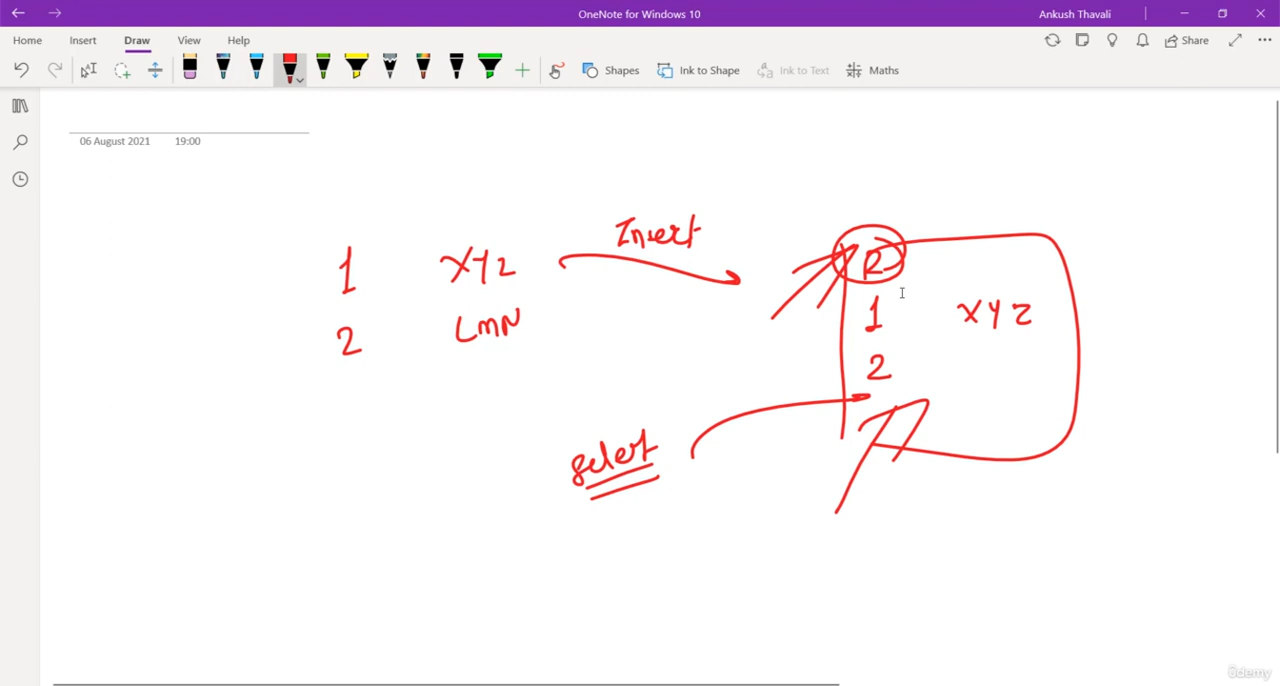 OneNote for Windows 10
Ankush Thavali
Home Insert Draw View Help
Share
Shapes Ink to Shape Ink to Text Maths
06 August 2021 19:00
Insert
1 XYZ
R
2 LMN
1 XYZ
2
select
ûdemy